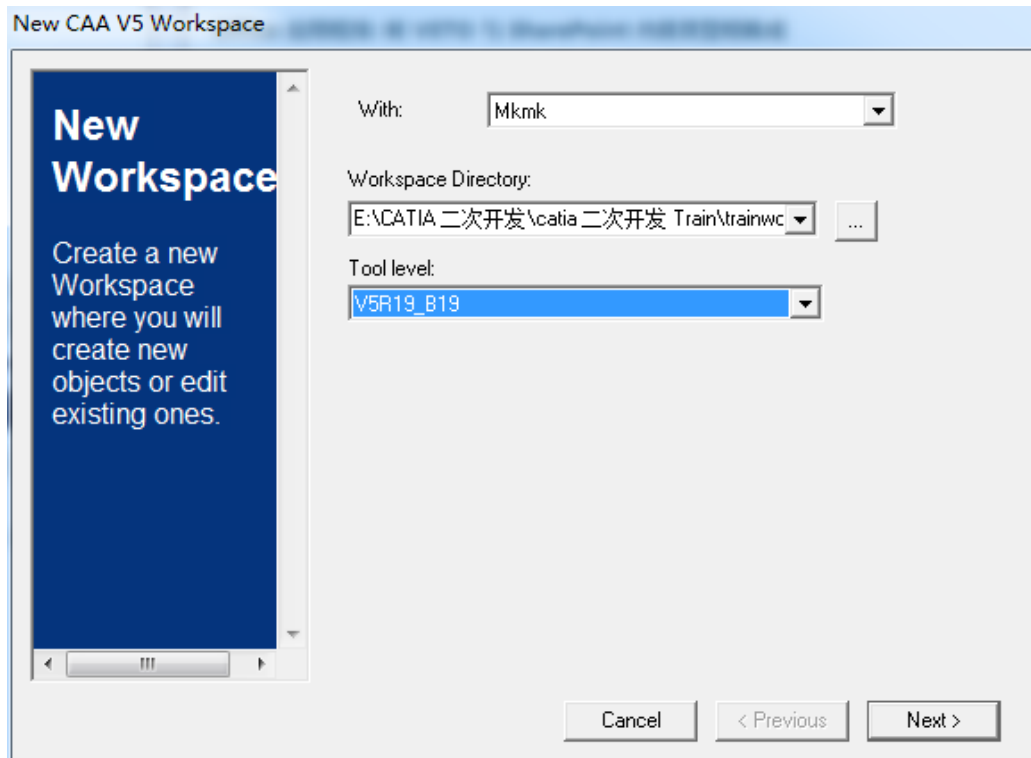 New CAA V5 Workspace
New
Workspace
Create a new
Workspace
where you will
create new
objects or edit
existing ones.
With:
Mkmk
Workspace Directory:
E:\CATIA 二次开发\catia 二次开发 Train\trainwc
...
Tool level:
V5R19_B19
Cancel
< Previous
Next >